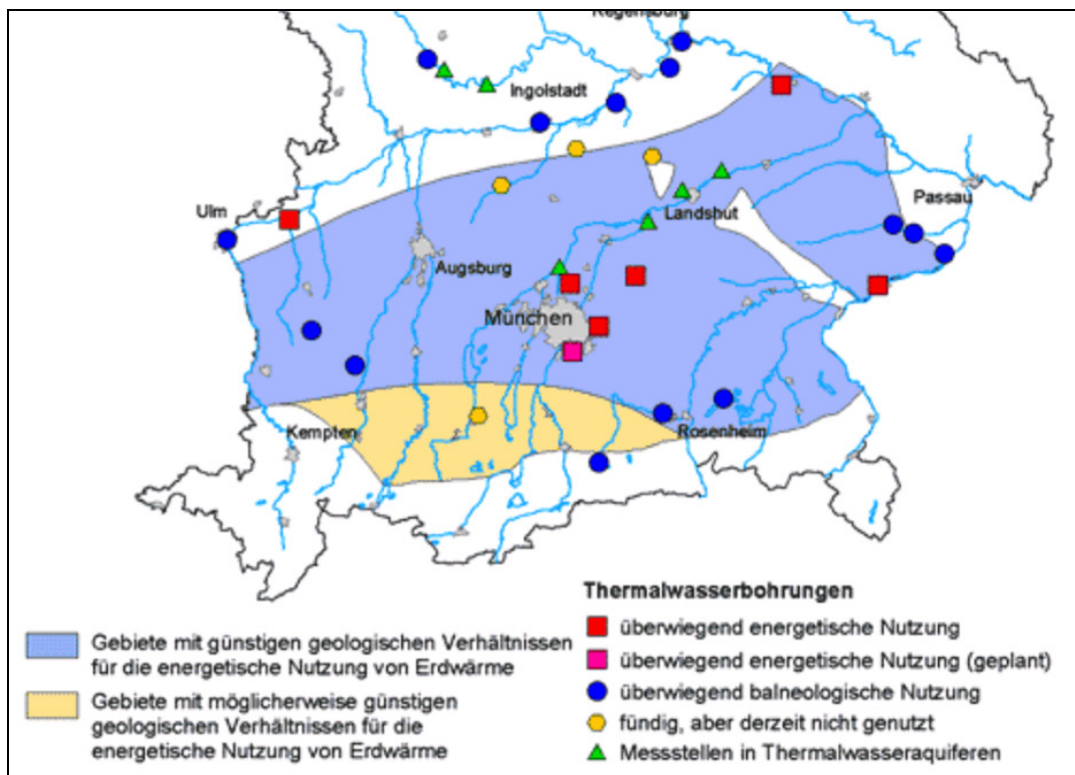 Regensburg
Ingolstadt
Ulm
Landshut
Passau
Augsburg
München
Kempten
Rosenheim
Thermalwasserbohrungen
überwiegend energetische Nutzung
überwiegend energetische Nutzung (geplant)
überwiegend balneologische Nutzung
fündig, aber derzeit nicht genutzt
Messstellen in Thermalwasseraquiferen
Gebiete mit günstigen geologischen Verhältnissen
für die energetische Nutzung von Erdwärme
Gebiete mit möglicherweise günstigen
geologischen Verhältnissen für die
energetische Nutzung von Erdwärme